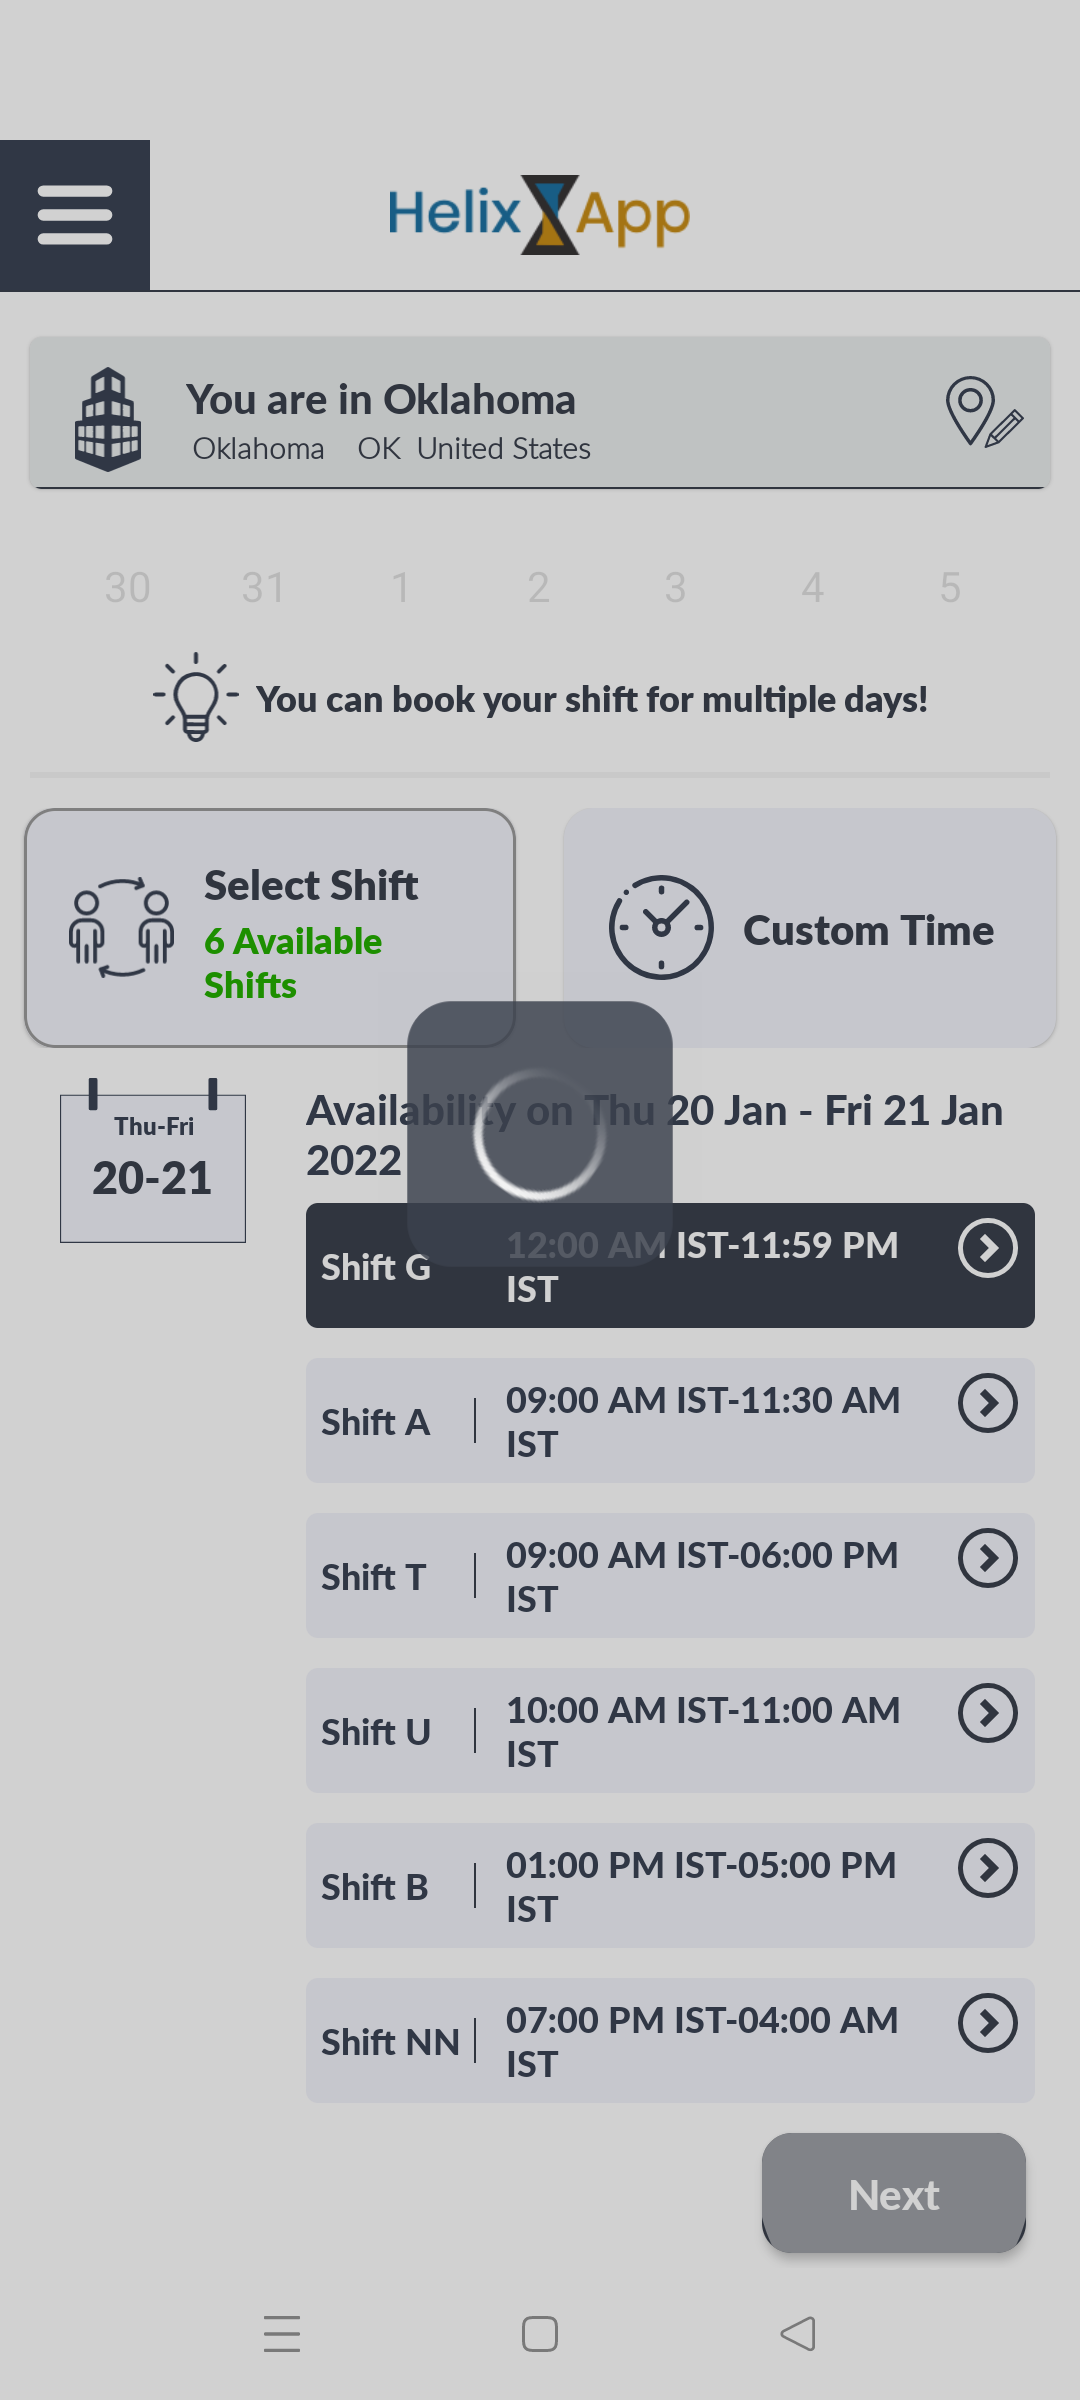 Helix App
You are in Oklahoma
Oklahoma OK United States
30 31 1 2 3 4 5
You can book your shift for multiple days!
Select Shift
6 Available
Shifts
Custom Time
Thu-Fri
20-21
Availability on Thu 20 Jan - Fri 21 Jan
2022
Shift G
12:00 AM IST-11:59 PM
IST
Shift A
09:00 AM IST-11:30 AM
IST
Shift T
09:00 AM IST-06:00 PM
IST
Shift U
10:00 AM IST-11:00 AM
IST
Shift B
01:00 PM IST-05:00 PM
IST
Shift NN
07:00 PM IST-04:00 AM
IST
Next